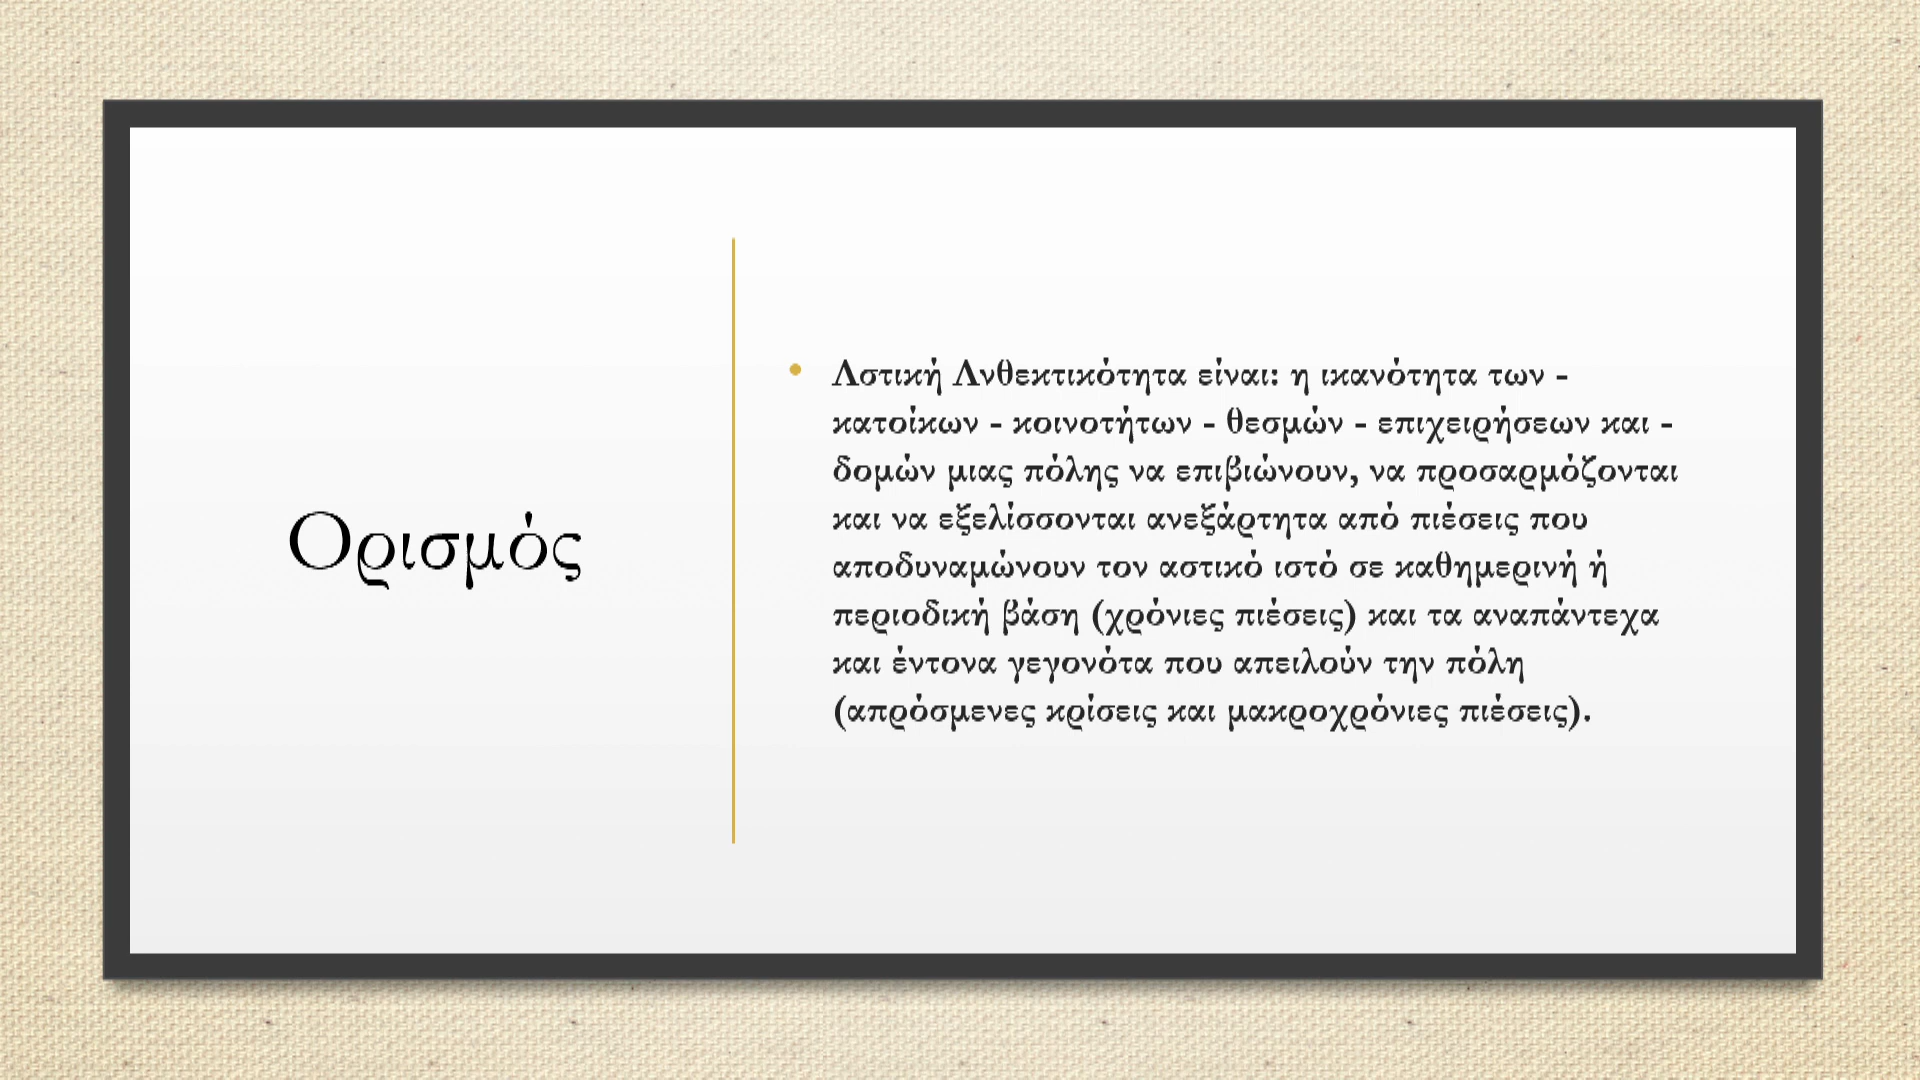 Ορισμός
Αστική Ανθεκτικότητα είναι: η ικανότητα των -
κατοίκων - κοινοτήτων - θεσμών - επιχειρήσεων και -
δομών μιας πόλης να επιβιώνουν, να προσαρμόζονται
και να εξελίσσονται ανεξάρτητα από πιέσεις που
αποδυναμώνουν τον αστικό ιστό σε καθημερινή ή
περιοδική βάση (χρόνιες πιέσεις) και τα αναπάντεχα
και έντονα γεγονότα που απειλούν την πόλη
(απρόσμενες κρίσεις και μακροχρόνιες πιέσεις).